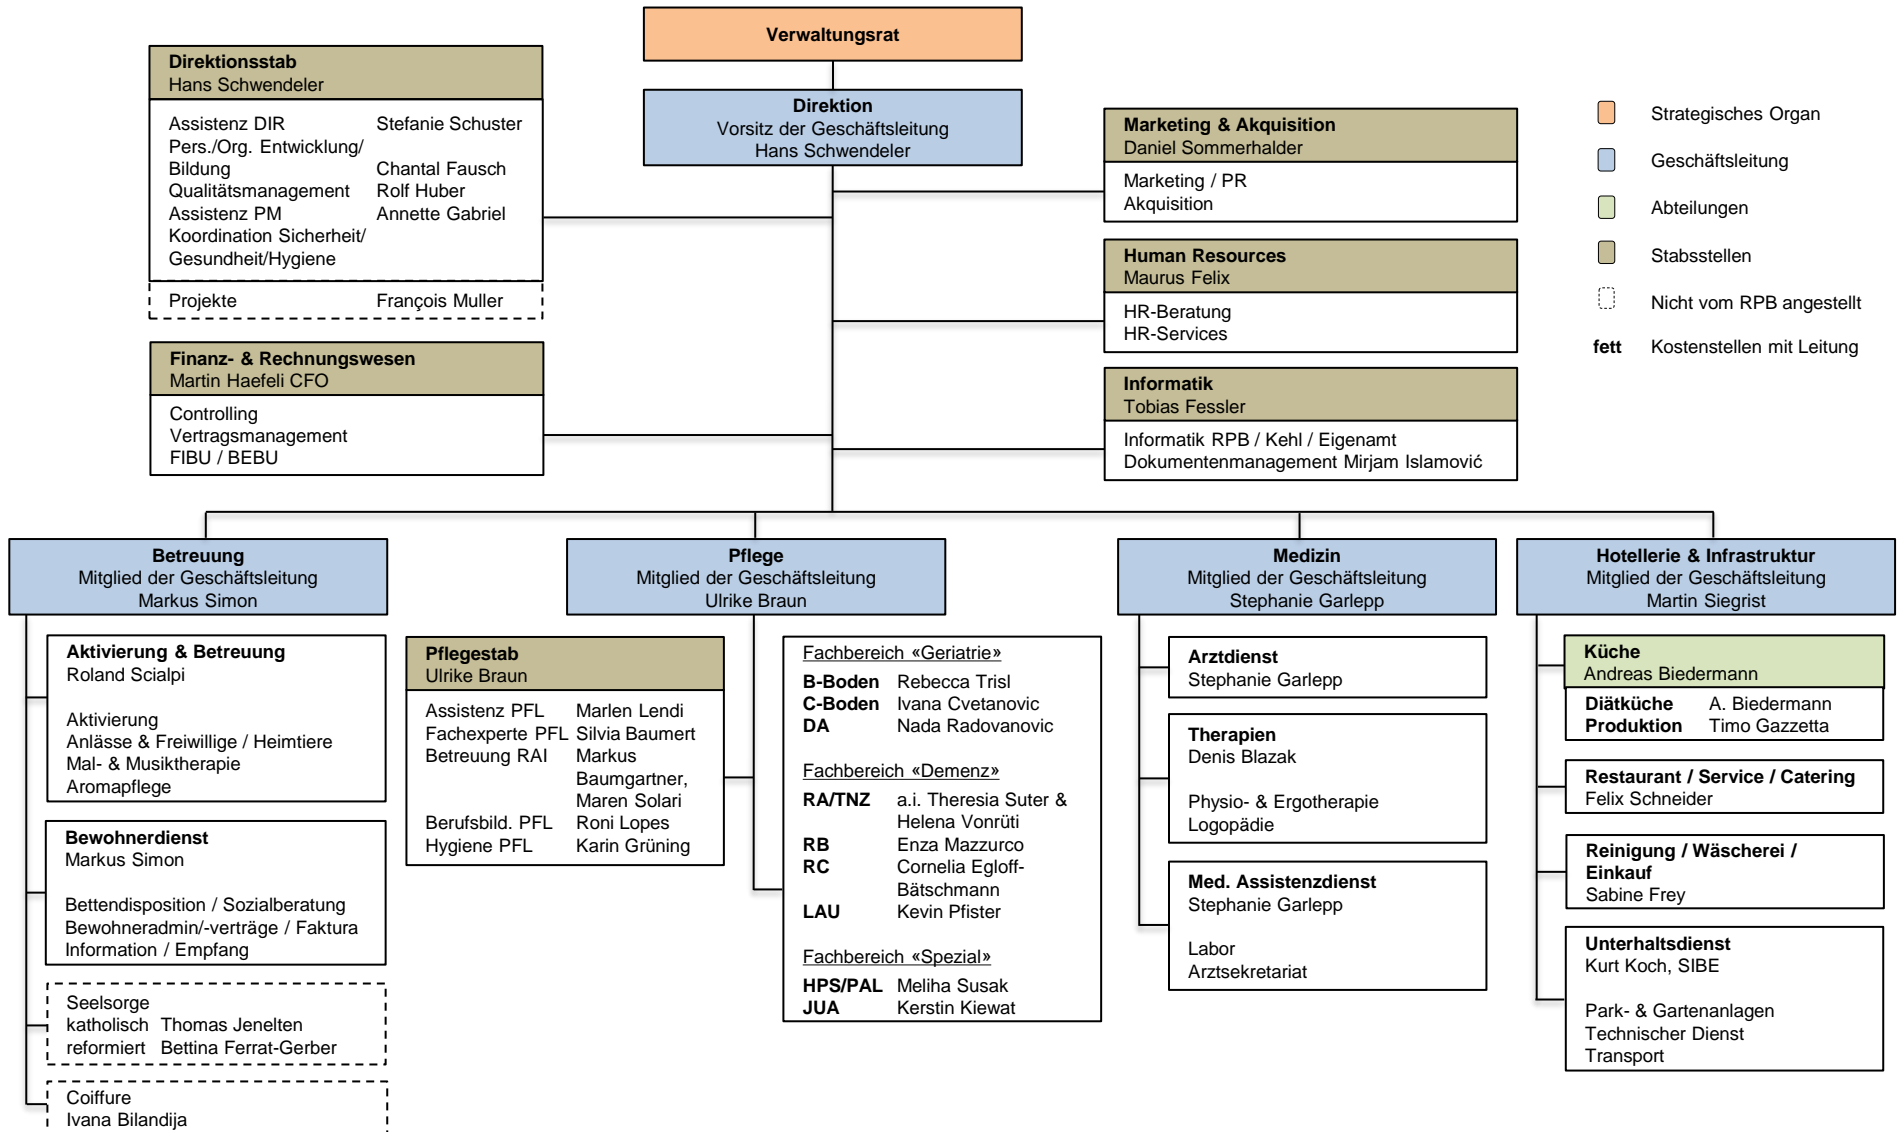 Verwaltungsrat
Direktionsstab
Hans Schwendeler
Assistenz DIR Stefanie Schuster
Pers./Org. Entwicklung/
Bildung Chantal Fausch
Qualitätsmanagement Rolf Huber
Assistenz PM Annette Gabriel
Koordination Sicherheit/
Gesundheit/Hygiene
Projekte François Muller
Direktion
Vorsitz der Geschäftsleitung
Hans Schwendeler
Marketing & Akquisition
Daniel Sommerhalder
Marketing / PR
Akquisition
Strategisches Organ
Geschäftsleitung
Abteilungen
Stabsstellen
Nicht vom RPB angestellt
fett Kostenstellen mit Leitung
Human Resources
Maurus Felix
HR-Beratung
HR-Services
Finanz- & Rechnungswesen
Martin Haefeli CFO
Controlling
Vertragsmanagement
FIBU / BEBU
Informatik
Tobias Fessler
Informatik RPB / Kehl / Eigenamt
Dokumentenmanagement Mirjam Islamović
Betreuung
Mitglied der Geschäftsleitung
Markus Simon
Aktivierung & Betreuung
Roland Scialpi
Aktivierung
Anlässe & Freiwillige / Heimtiere
Mal- & Musiktherapie
Aromapflege
Bewohnerdienst
Markus Simon
Bettendisposition / Sozialberatung
Bewohneradmin/-verträge / Faktura
Information / Empfang
Seelsorge
katholisch Thomas Jenelten
reformiert Bettina Ferrat-Gerber
Coiffure
Ivana Bilandija
Pflege
Mitglied der Geschäftsleitung
Ulrike Braun
Pflegestab
Ulrike Braun
Assistenz PFL Marlen Lendi
Fachexperte PFL Silvia Baumert
Betreuung RAI Markus
Baumgartner,
Maren Solari
Berufsbild. PFL Roni Lopes
Hygiene PFL Karin Grüning
Fachbereich «Geriatrie»
B-Boden Rebecca Trisl
C-Boden Ivana Cvetanovic
DA Nada Radovanovic
Fachbereich «Demenz»
RA/TNZ a.i. Theresia Suter &
Helena Vonrüti
RB Enza Mazzurco
RC Cornelia Egloff-
Bätschmann
LAU Kevin Pfister
Fachbereich «Spezial»
HPS/PAL Meliha Susak
JUA Kerstin Kiewat
Medizin
Mitglied der Geschäftsleitung
Stephanie Garlepp
Arztdienst
Stephanie Garlepp
Therapien
Denis Blazak
Physio- & Ergotherapie
Logopädie
Med. Assistenzdienst
Stephanie Garlepp
Labor
Arztsekretariat
Hotellerie & Infrastruktur
Mitglied der Geschäftsleitung
Martin Siegrist
Küche
Andreas Biedermann
Diätküche A. Biedermann
Produktion Timo Gazzetta
Restaurant / Service / Catering
Felix Schneider
Reinigung / Wäscherei /
Einkauf
Sabine Frey
Unterhaltsdienst
Kurt Koch, SIBE
Park- & Gartenanlagen
Technischer Dienst
Transport